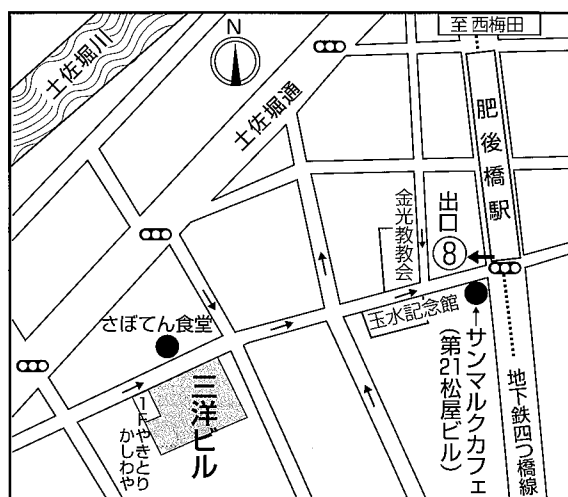 至西梅田
N
土佐堀川
土佐堀通
肥後橋駅
出口
⑧
金光教教会
玉水記念館
さぼてん食堂
三洋ビル
1Fやきとり
かしわや
サンマルクカフェ
(第21松屋ビル)
地下鉄四つ橋線